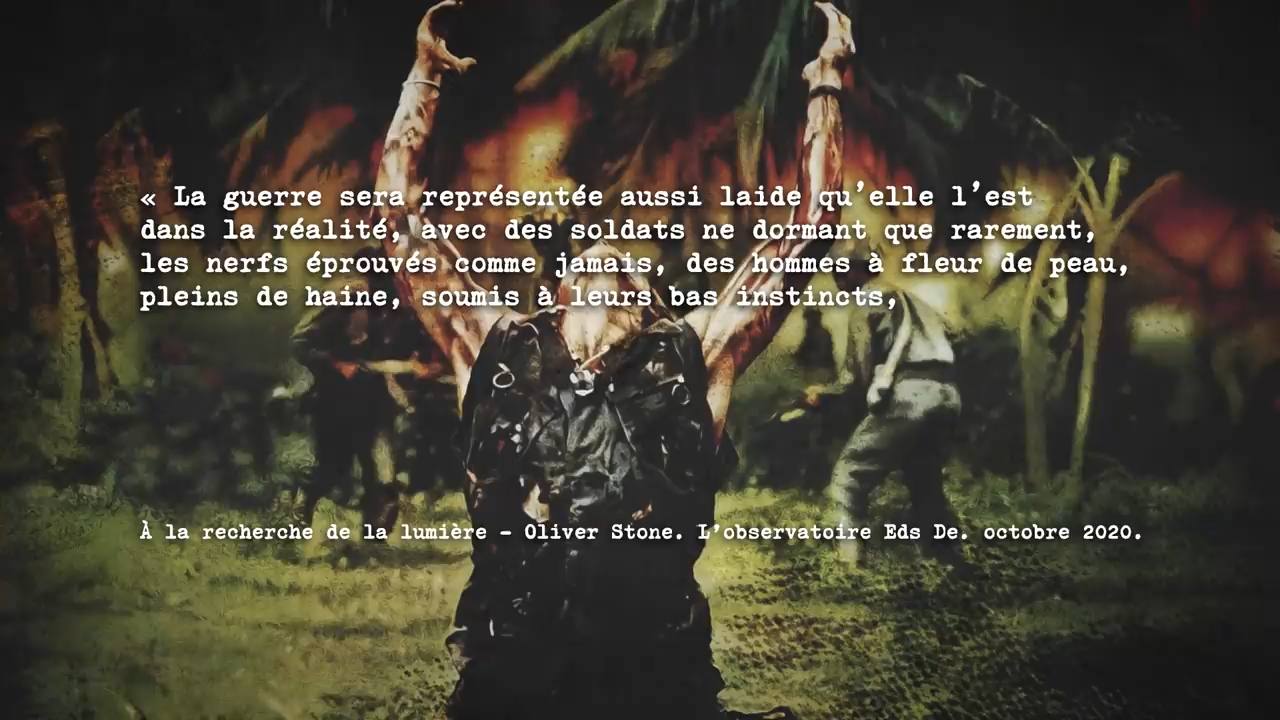 « La guerre sera représentée aussi laide qu’elle l’est
dans la réalité, avec des soldats ne dormant que rarement,
les nerfs éprouvés comme jamais, des hommes à fleur de peau,
pleins de haine, soumis à leurs bas instincts,
À la recherche de la lumière – Oliver Stone. L’observatoire Eds De. octobre 2020.